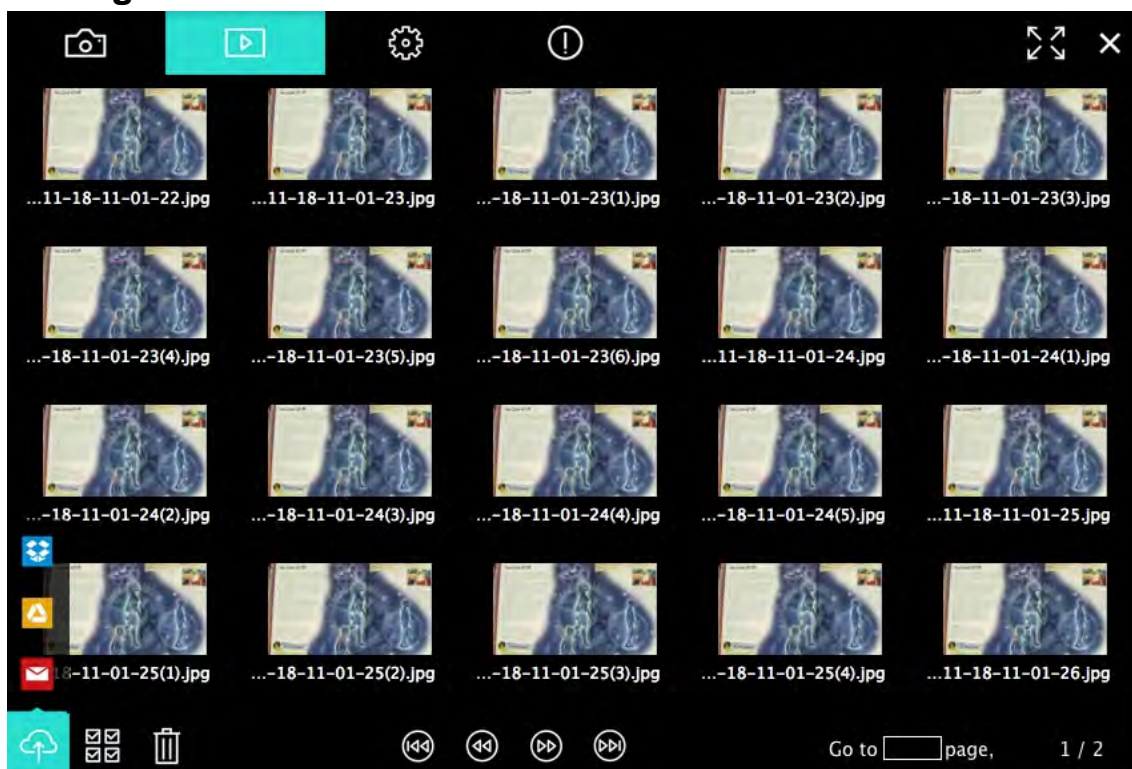 ...11-18-11-01-22.jpg ...11-18-11-01-23.jpg ...-18-11-01-23(1).jpg ...-18-11-01-23(2).jpg ...-18-11-01-23(3).jpg
...-18-11-01-23(4).jpg ...-18-11-01-23(5).jpg ...-18-11-01-23(6).jpg ...11-18-11-01-24.jpg ...-18-11-01-24(1).jpg
...-18-11-01-24(2).jpg ...-18-11-01-24(3).jpg ...-18-11-01-24(4).jpg ...-18-11-01-24(5).jpg ...11-18-11-01-25.jpg
18-11-01-25(1).jpg ...-18-11-01-25(2).jpg ...-18-11-01-25(3).jpg ...-18-11-01-25(4).jpg ...11-18-11-01-26.jpg
Go to page, 1 / 2